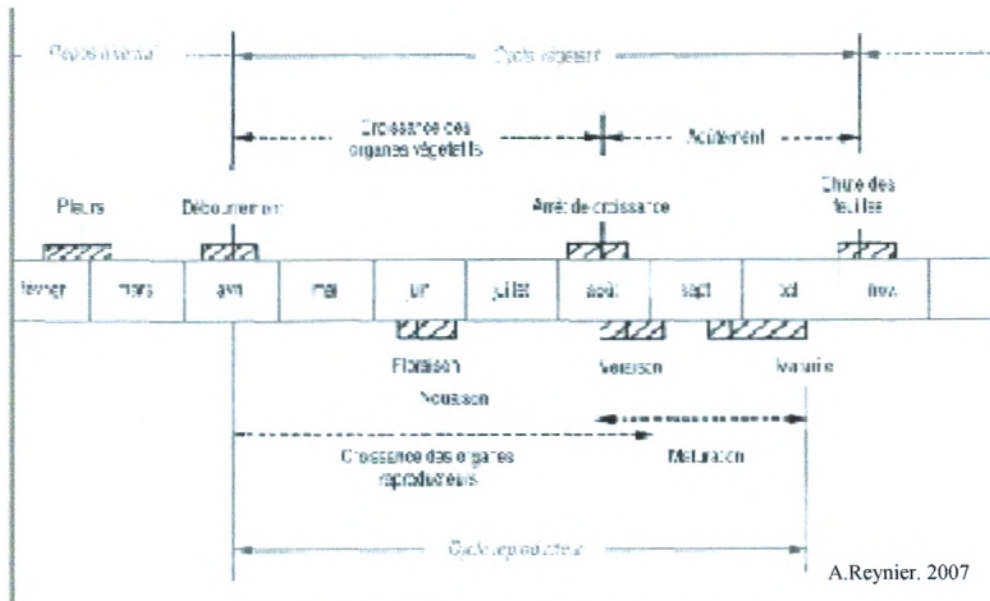 Repos hivernal
Cycle végétatif
Croissance des
organes végétatifs
Aoûtement
Pleurs
Débourrement
Arrêt de croissance
Chute des
feuilles
février mars avril mai juin juillet août sept oct nov.
Floraison
Véraison
Maturité
Nouaison
Croissance des organes
reproducteurs
Maturation
Cycle reproducteur
A.Reynier. 2007